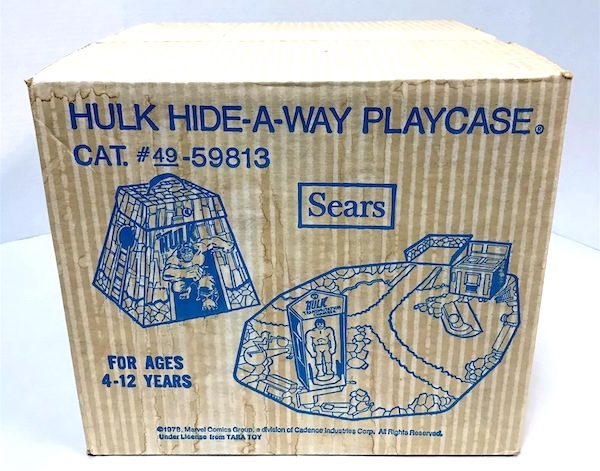 HULK HIDE-A-WAY PLAYCASE®
CAT. #49-59813
Sears
HULK
HULK
FOR AGES
4-12 YEARS
©1978, Marvel Comics Group, a division of Cadence Industries Corp. All Rights Reserved.
Under License from TARA TOY